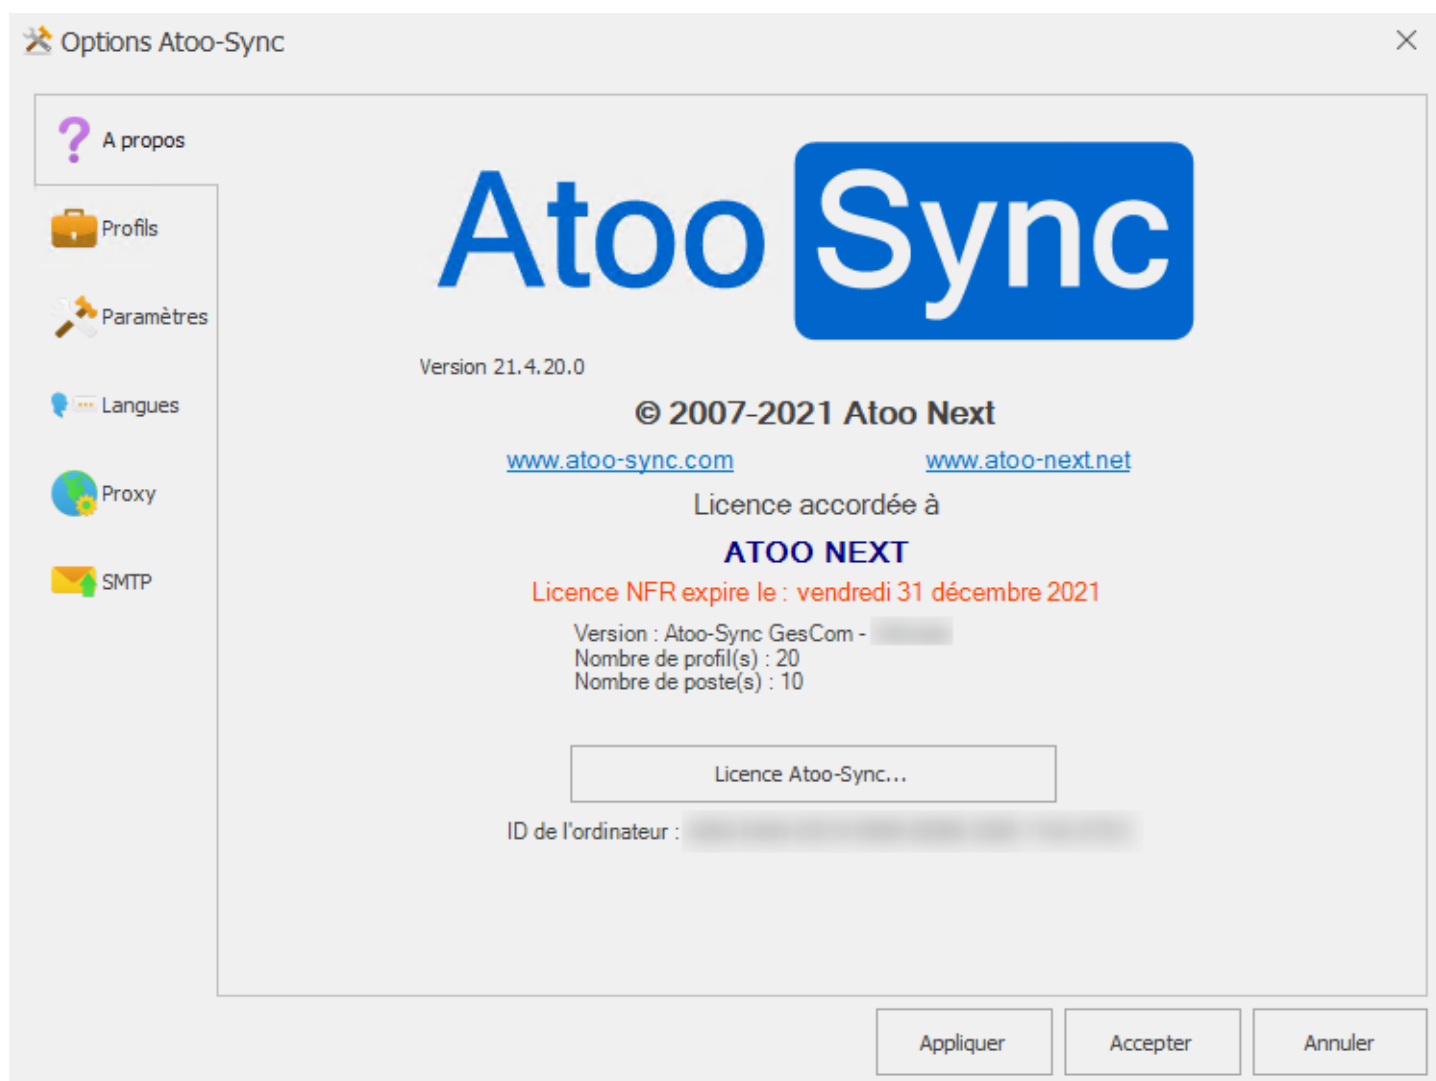 Options Atoo-Sync
A propos
Profils
Paramètres
Langues
Proxy
SMTP
Atoo Sync
Version 21.4.20.0
© 2007-2021 Atoo Next
www.atoo-sync.com www.atoo-next.net
Licence accordée à
ATOO NEXT
Licence NFR expire le : vendredi 31 décembre 2021
Version : Atoo-Sync GesCom -
Nombre de profil(s) : 20
Nombre de poste(s) : 10
Licence Atoo-Sync...
ID de l'ordinateur :
Appliquer Accepter Annuler